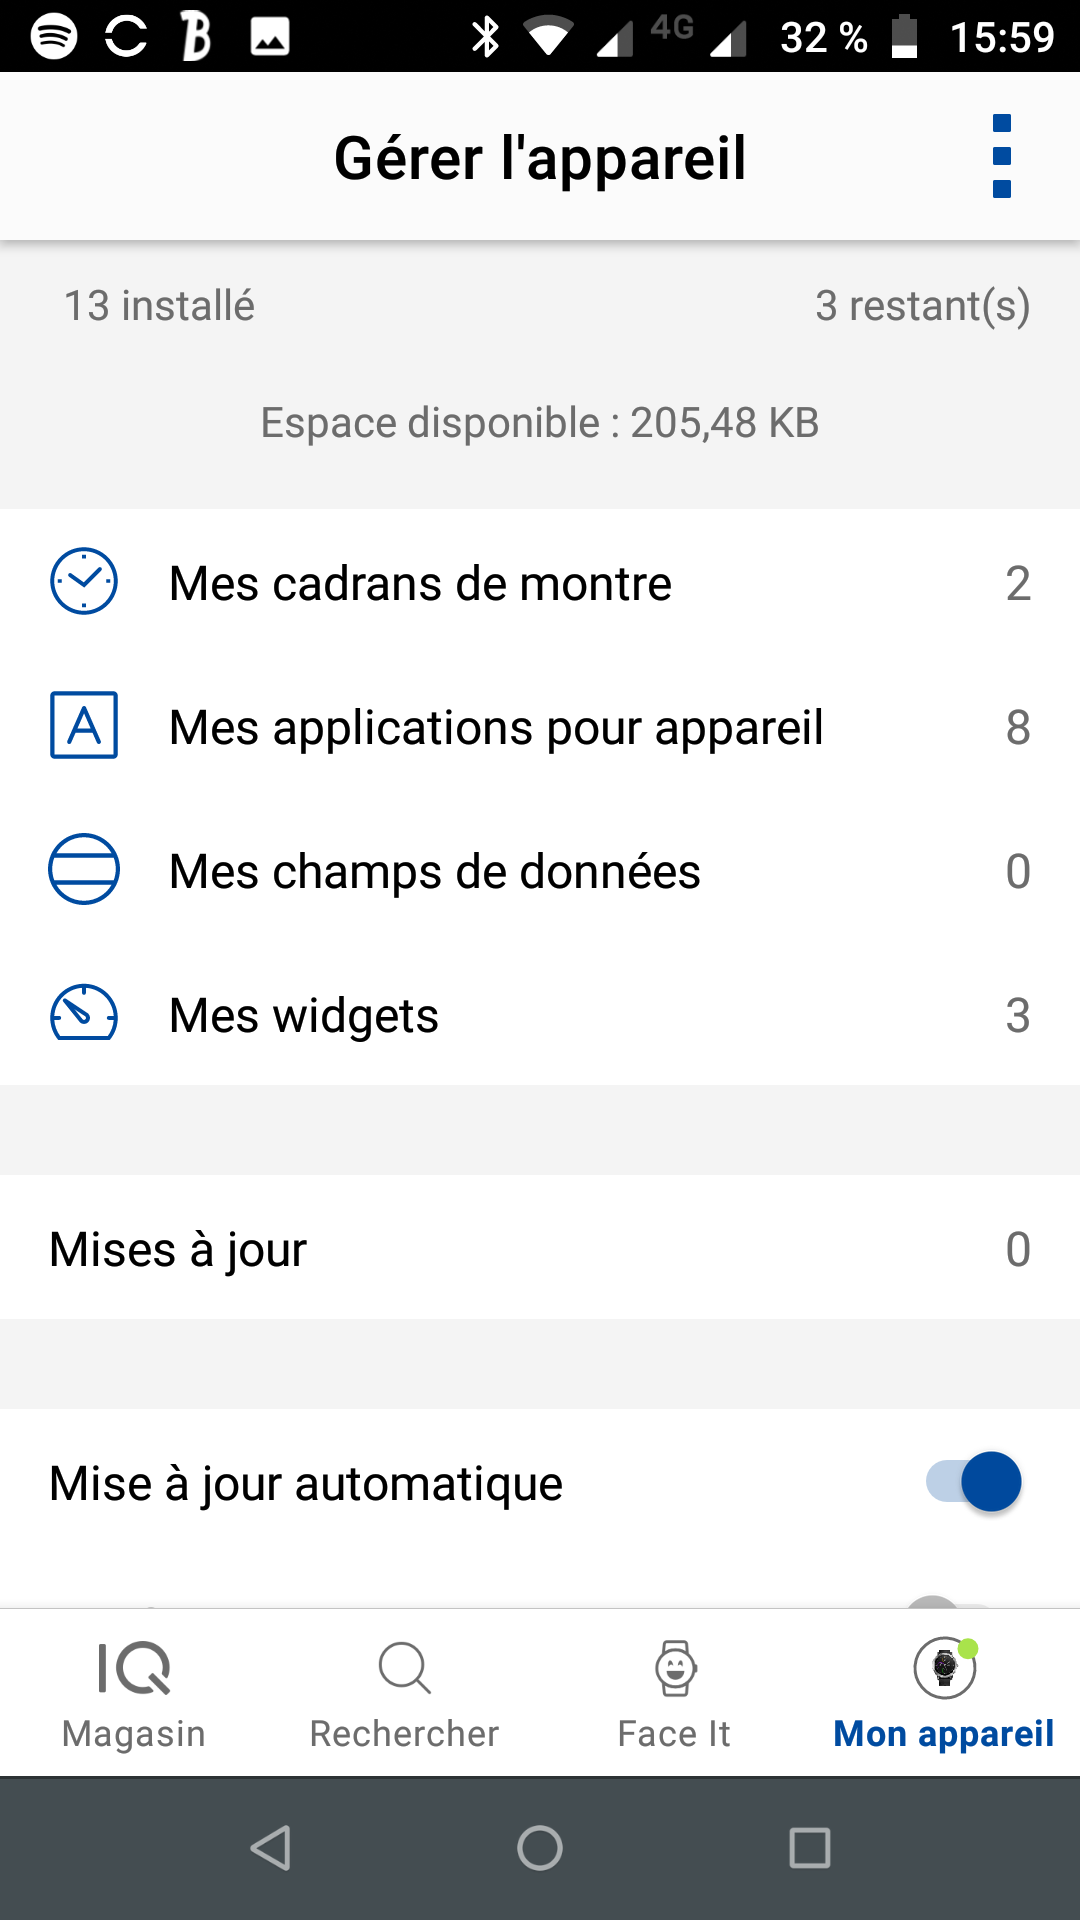 4G 32 % 15:59
Gérer l'appareil
13 installé 3 restant(s)
Espace disponible : 205,48 KB
Mes cadrans de montre 2
A Mes applications pour appareil 8
Mes champs de données 0
Mes widgets 3
Mises à jour 0
Mise à jour automatique
IQ
Magasin Rechercher Face It Mon appareil